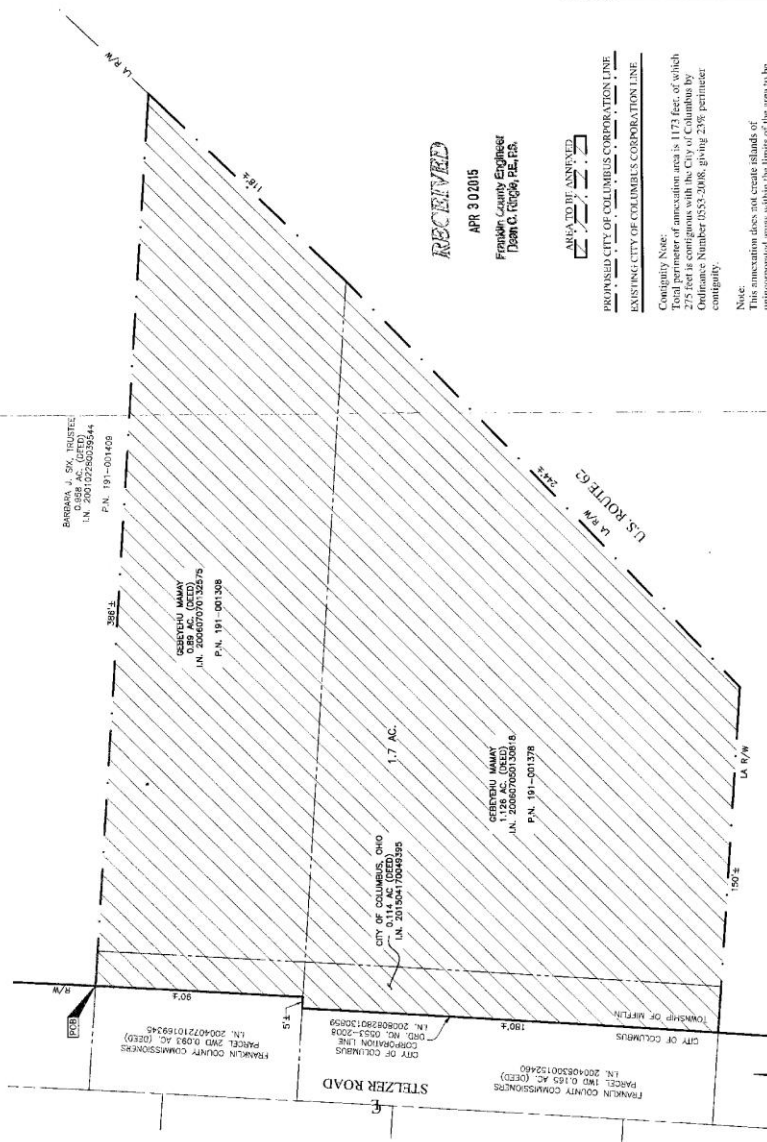 LA R/W
118'±
BARBARA J. SIX, TRUSTEE
0.958 AC. (DEED)
I.N. 200102280039544
P.N. 191-001409
386'±
GEBEYEHU MAMAY
0.89 AC. (DEED)
I.N. 200607070132575
P.N. 191-001308
RECEIVED
APR 30 2015
Franklin County Engineer
Dean C. Ringle, P.E., P.S.
AREA TO BE ANNEXED
PROPOSED CITY OF COLUMBUS CORPORATION LINE
EXISTING CITY OF COLUMBUS CORPORATION LINE
Contiguity Note:
Total perimeter of annexation area is 1173 feet, of which
275 feet is contiguous with the City of Columbus by
Ordinance Number 0553-2008, giving 23% perimeter
contiguity.
Note:
This annexation does not create islands of
244'±
LA R/W
U.S. ROUTE 62
1.7 AC.
GEBEYEHU MAMAY
1.126 AC. (DEED)
I.N. 200607050130818
P.N. 191-001378
CITY OF COLUMBUS, OHIO
0.114 AC (DEED)
I.N. 201504170049395
R/W
POB
90'±
5'±
FRANKLIN COUNTY COMMISSIONERS
PARCEL 2WD 0.093 AC. (DEED)
I.N. 200407210169345
CITY OF COLUMBUS
CORPORATION LINE
ORD. NO. 0553-2008
I.N. 200808280130859
180'±
TOWNSHIP OF MIFFLIN
CITY OF COLUMBUS
STELZER ROAD
FRANKLIN COUNTY COMMISSIONERS
PARCEL 1WD 0.165 AC. (DEED)
I.N. 200408300152460
150'±
LA R/W